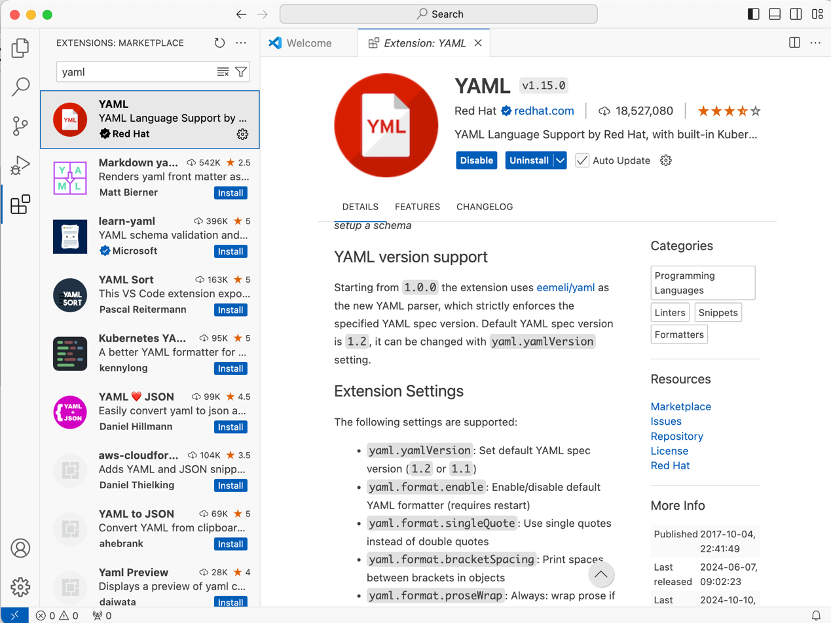 Search
EXTENSIONS: MARKETPLACE
yaml
YAML
YAML Language Support by ...
Red Hat
Markdown ya... 542K 2.5
Renders yaml front matter as...
Matt Bierner Install
learn-yaml 396K 5
YAML schema validation and...
Microsoft Install
YAML Sort 163K 5
This VS Code extension expo...
Pascal Reitermann Install
Kubernetes YA... 95K 5
A better YAML formatter for ...
kennylong Install
YAML ❤️ JSON 99K 4.5
Easily convert yaml to json a...
Daniel Hillmann Install
aws-cloudfor... 104K 3.5
Adds YAML and JSON snipp...
Daniel Thielking Install
YAML to JSON 69K 5
Convert YAML from clipboar...
ahebrank Install
Yaml Preview 28K 4
Displays a preview of yaml c...
daiwata Install
YML
YAML
YAML SORT
YAML + JSON
Welcome
Extension: YAML
YML
YAML v1.15.0
Red Hat redhat.com 18,527,080
YAML Language Support by Red Hat, with built-in Kuber...
Disable Uninstall Auto Update
DETAILS FEATURES CHANGELOG
setup a schema
YAML version support
Starting from 1.0.0 the extension uses eemeli/yaml as
the new YAML parser, which strictly enforces the
specified YAML spec version. Default YAML spec version
is 1.2, it can be changed with yaml.yamlVersion
setting.
Extension Settings
The following settings are supported:
• yaml.yamlVersion: Set default YAML spec
version (1.2 or 1.1)
• yaml.format.enable: Enable/disable default
YAML formatter (requires restart)
• yaml.format.singleQuote: Use single quotes
instead of double quotes
• yaml.format.bracketSpacing: Print spaces
between brackets in objects
• yaml.format.proseWrap: Always: wrap prose if
Categories
Programming
Languages
Linters
Snippets
Formatters
Resources
Marketplace
Issues
Repository
License
Red Hat
More Info
Published 2017-10-04,
22:41:49
Last 2024-06-07,
released 09:02:23
Last 2024-10-10,
0 0 0